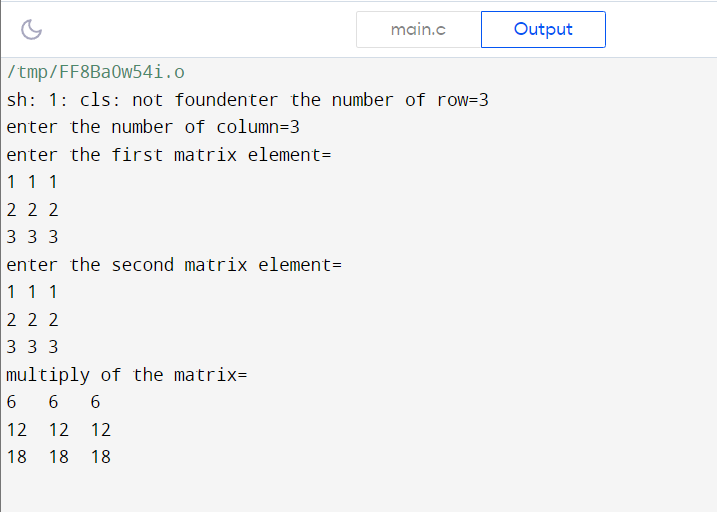 main.c Output
/tmp/FF8BaOw54i.o
sh: 1: cls: not foundenter the number of row=3
enter the number of column=3
enter the first matrix element=
1 1 1
2 2 2
3 3 3
enter the second matrix element=
1 1 1
2 2 2
3 3 3
multiply of the matrix=
6 6 6
12 12 12
18 18 18